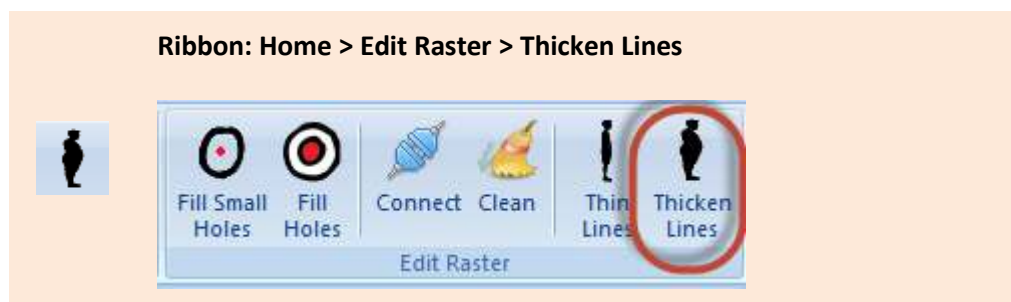 Ribbon: Home > Edit Raster > Thicken Lines
Fill Small Fill Connect Clean Thin Thicken
Holes Holes Lines Lines
Edit Raster